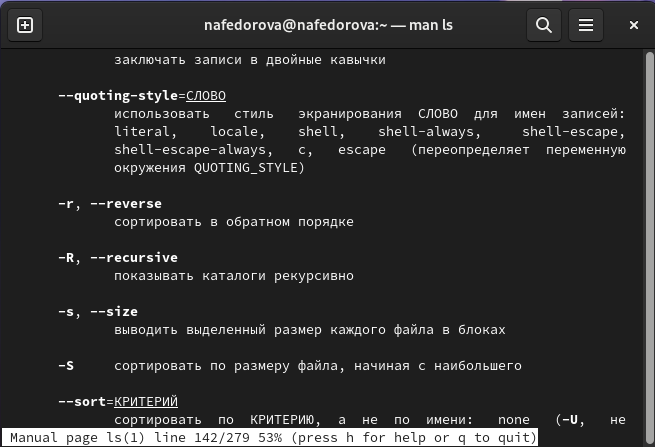 nafedorova@nafedorova:~ — man ls
заключать записи в двойные кавычки
--quoting-style=СЛОВО
использовать стиль экранирования СЛОВО для имен записей:
literal, locale, shell, shell-always, shell-escape,
shell-escape-always, c, escape (переопределяет переменную
окружения QUOTING_STYLE)
-r, --reverse
сортировать в обратном порядке
-R, --recursive
показывать каталоги рекурсивно
-s, --size
выводить выделенный размер каждого файла в блоках
-S сортировать по размеру файла, начиная с наибольшего
--sort=КРИТЕРИЙ
сортировать по КРИТЕРИЮ, а не по имени: none (-U, не
Manual page ls(1) line 142/279 53% (press h for help or q to quit)